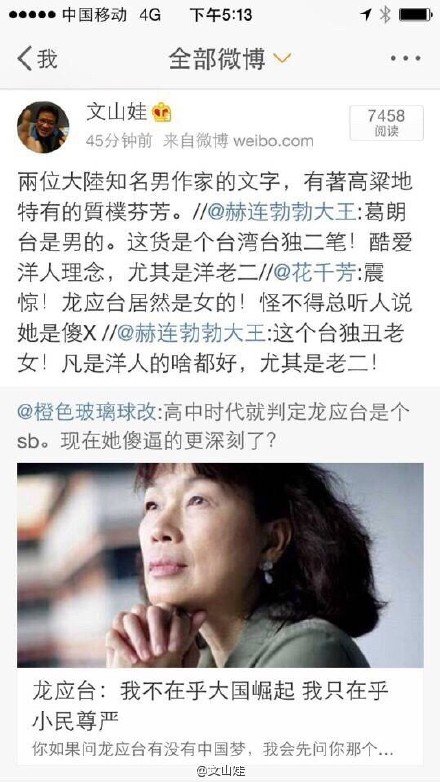 中国移动 4G 下午5:13
我 全部微博
文山娃
45分钟前 来自微博 weibo.com
7458
阅读
兩位大陸知名男作家的文字，有著高粱地
特有的質樸芬芳。//@赫连勃勃大王:葛朗
台是男的。这货是个台湾台独二笔！酷爱
洋人理念，尤其是洋老二//@花千芳:震
惊！龙应台居然是女的！怪不得总听人说
她是傻X //@赫连勃勃大王:这个台独丑老
女！凡是洋人的啥都好，尤其是老二！
@橙色玻璃球改:高中时代就判定龙应台是个
sb。现在她傻逼的更深刻了？
龙应台：我不在乎大国崛起 我只在乎
小民尊严
你如果问龙应台有没有中国梦，我会先问你那个...
@文山娃